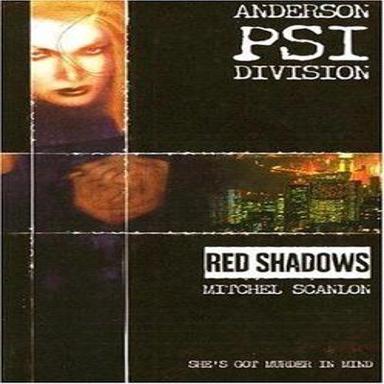 ANDERSON
PSI
DIVISION
RED SHADOWS
MITCHEL SCANLON
SHE'S GOT MURDER IN MIND